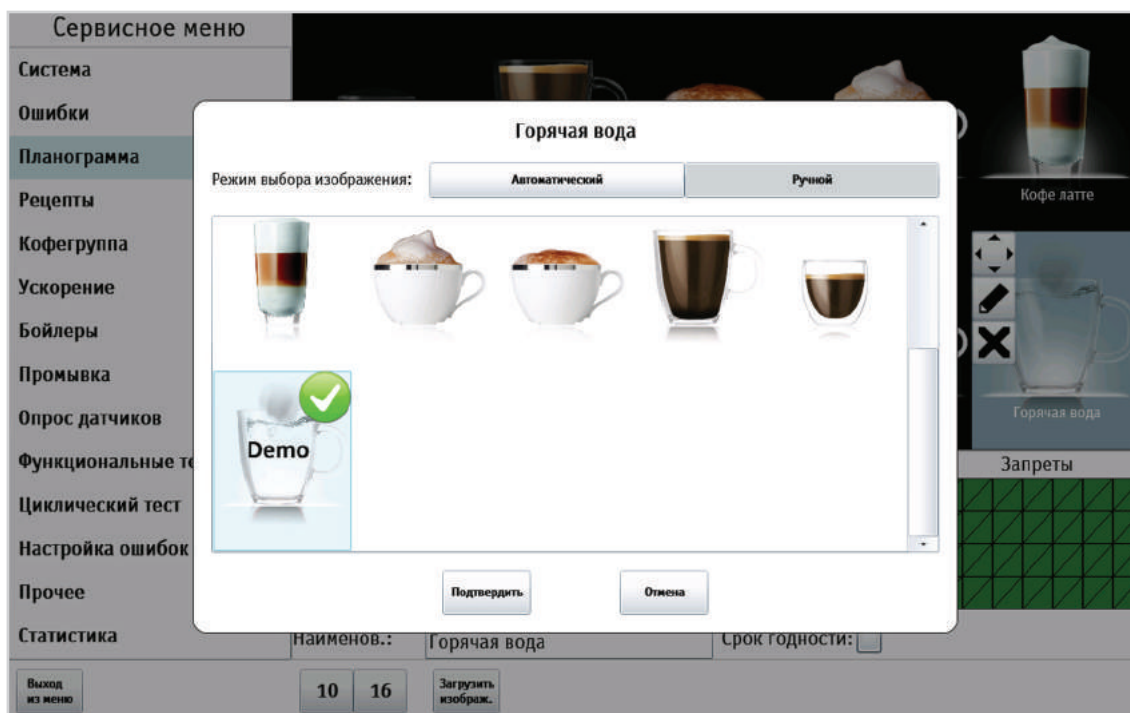 Сервисное меню
Система
Ошибки
Планограмма
Рецепты
Кофегруппа
Ускорение
Бойлеры
Промывка
Опрос датчиков
Функциональные
Циклический тест
Настройка ошибок
Прочее
Статистика
Выход
из меню
Горячая вода
Режим выбора изображения:
Автоматический
Ручной
Demo
Подтвердить
Отмена
Кофе латте
Горячая вода
Запреты
Наименов.:
Горячая вода
Срок годности:
10
16
Загрузить
изображ.